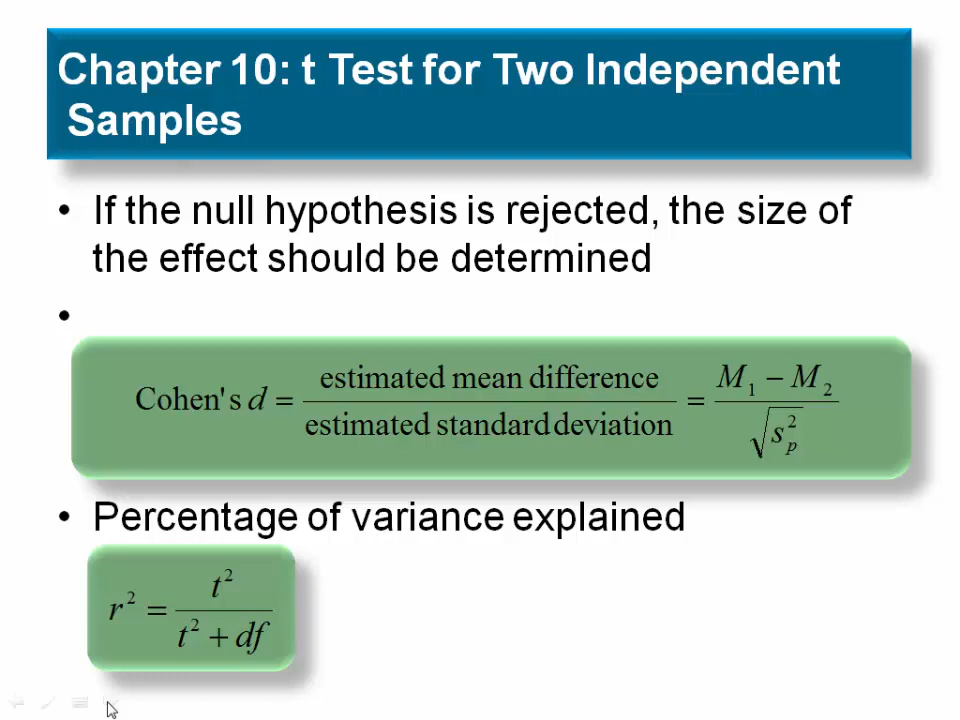 Chapter 10: t Test for Two Independent
Samples
• If the null hypothesis is rejected, the size of
the effect should be determined
•
Cohen's d = estimated mean difference / estimated standard deviation = M₁ − M₂ / √s²ₚ
• Percentage of variance explained
r² = t² / t² + df